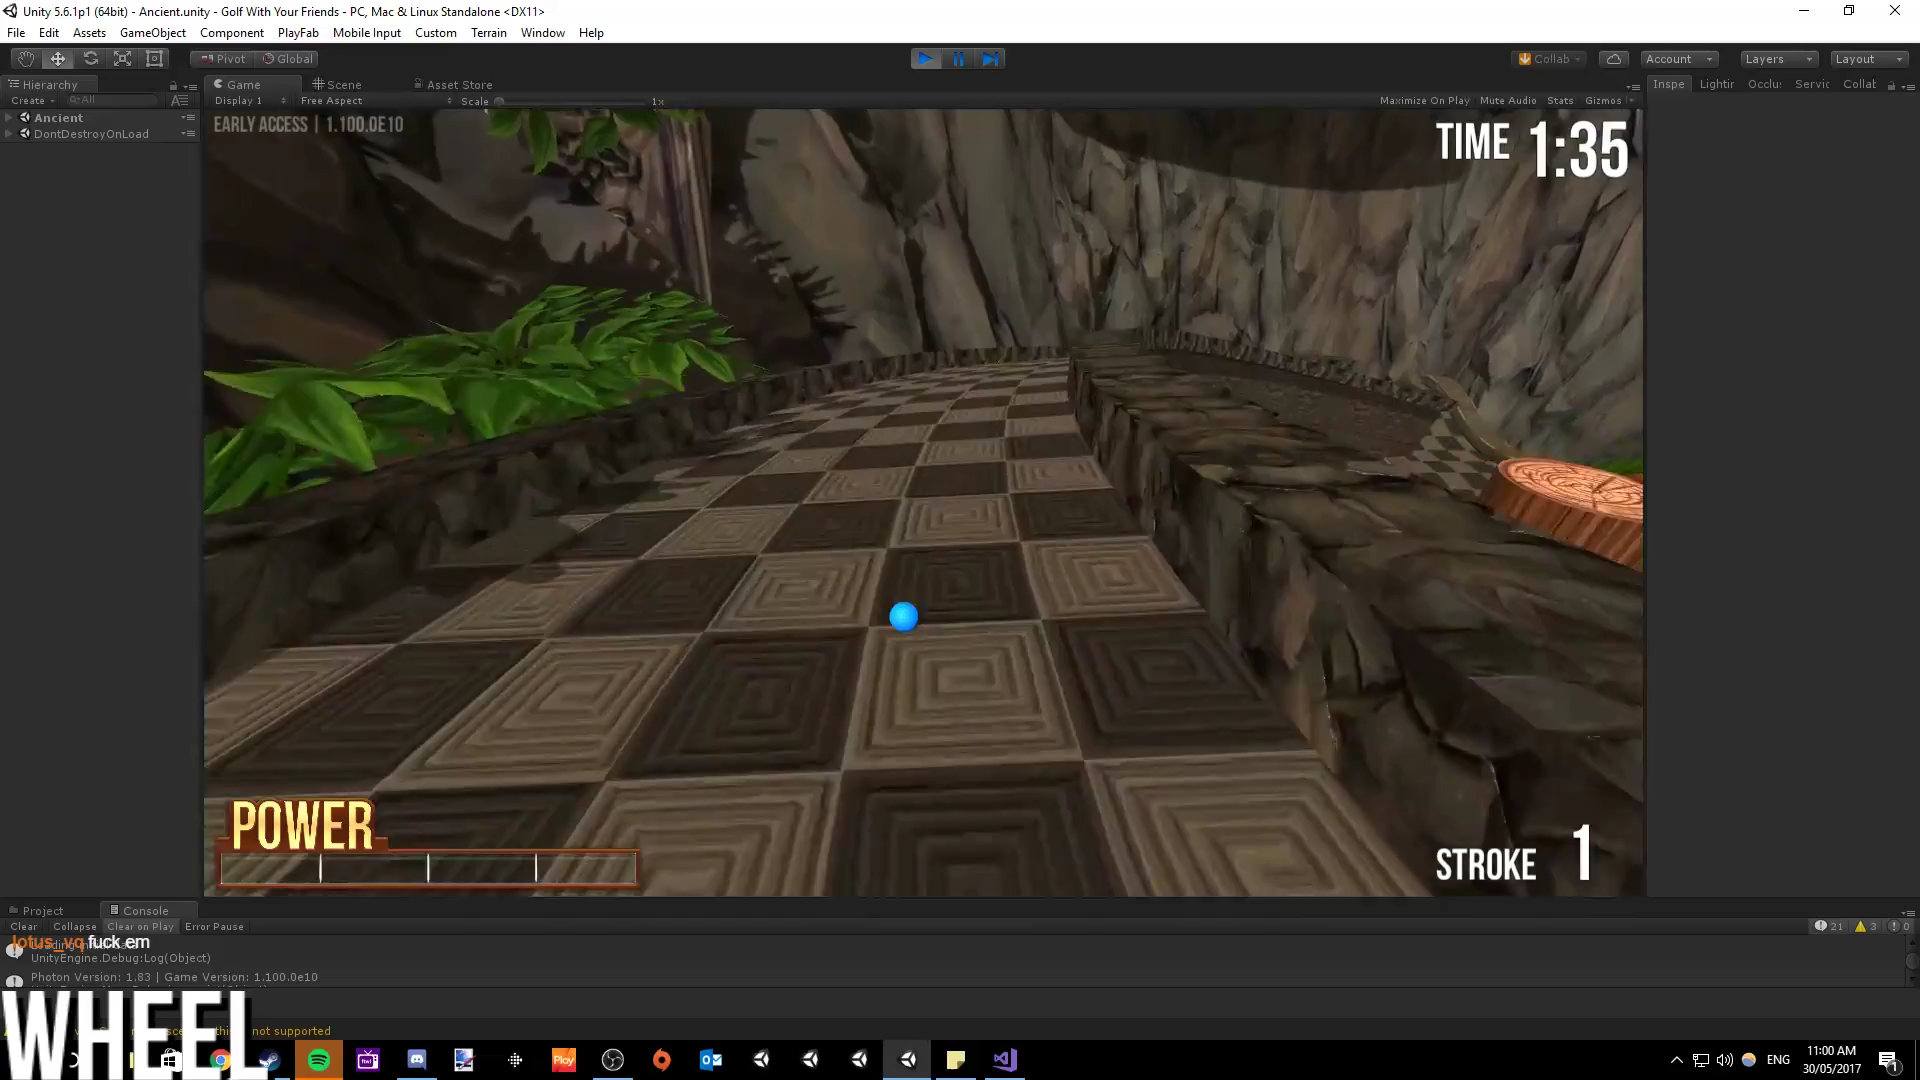 Unity 5.6.1p1 (64bit) - Ancient.unity - Golf With Your Friends - PC, Mac & Linux Standalone <DX11>
File Edit Assets GameObject Component PlayFab Mobile Input Custom Terrain Window Help
Pivot Global Collab Account Layers Layout
Hierarchy Game Scene Asset Store Inspe Lightir Occlu Servic Collab
Create All Display 1 Free Aspect Scale 1x Maximize On Play Mute Audio Stats Gizmos
Ancient
DontDestroyOnLoad
EARLY ACCESS | 1.100.0E10
TIME 1:35
POWER
STROKE 1
Project Console
Clear Collapse Clear on Play Error Pause 21 3 0
lotus_vq fuck em
UnityEngine.Debug:Log(Object)
Photon Version: 1.83 | Game Version: 1.100.0e10
WHEEL
not supported
Play
ENG
11:00 AM
30/05/2017
1